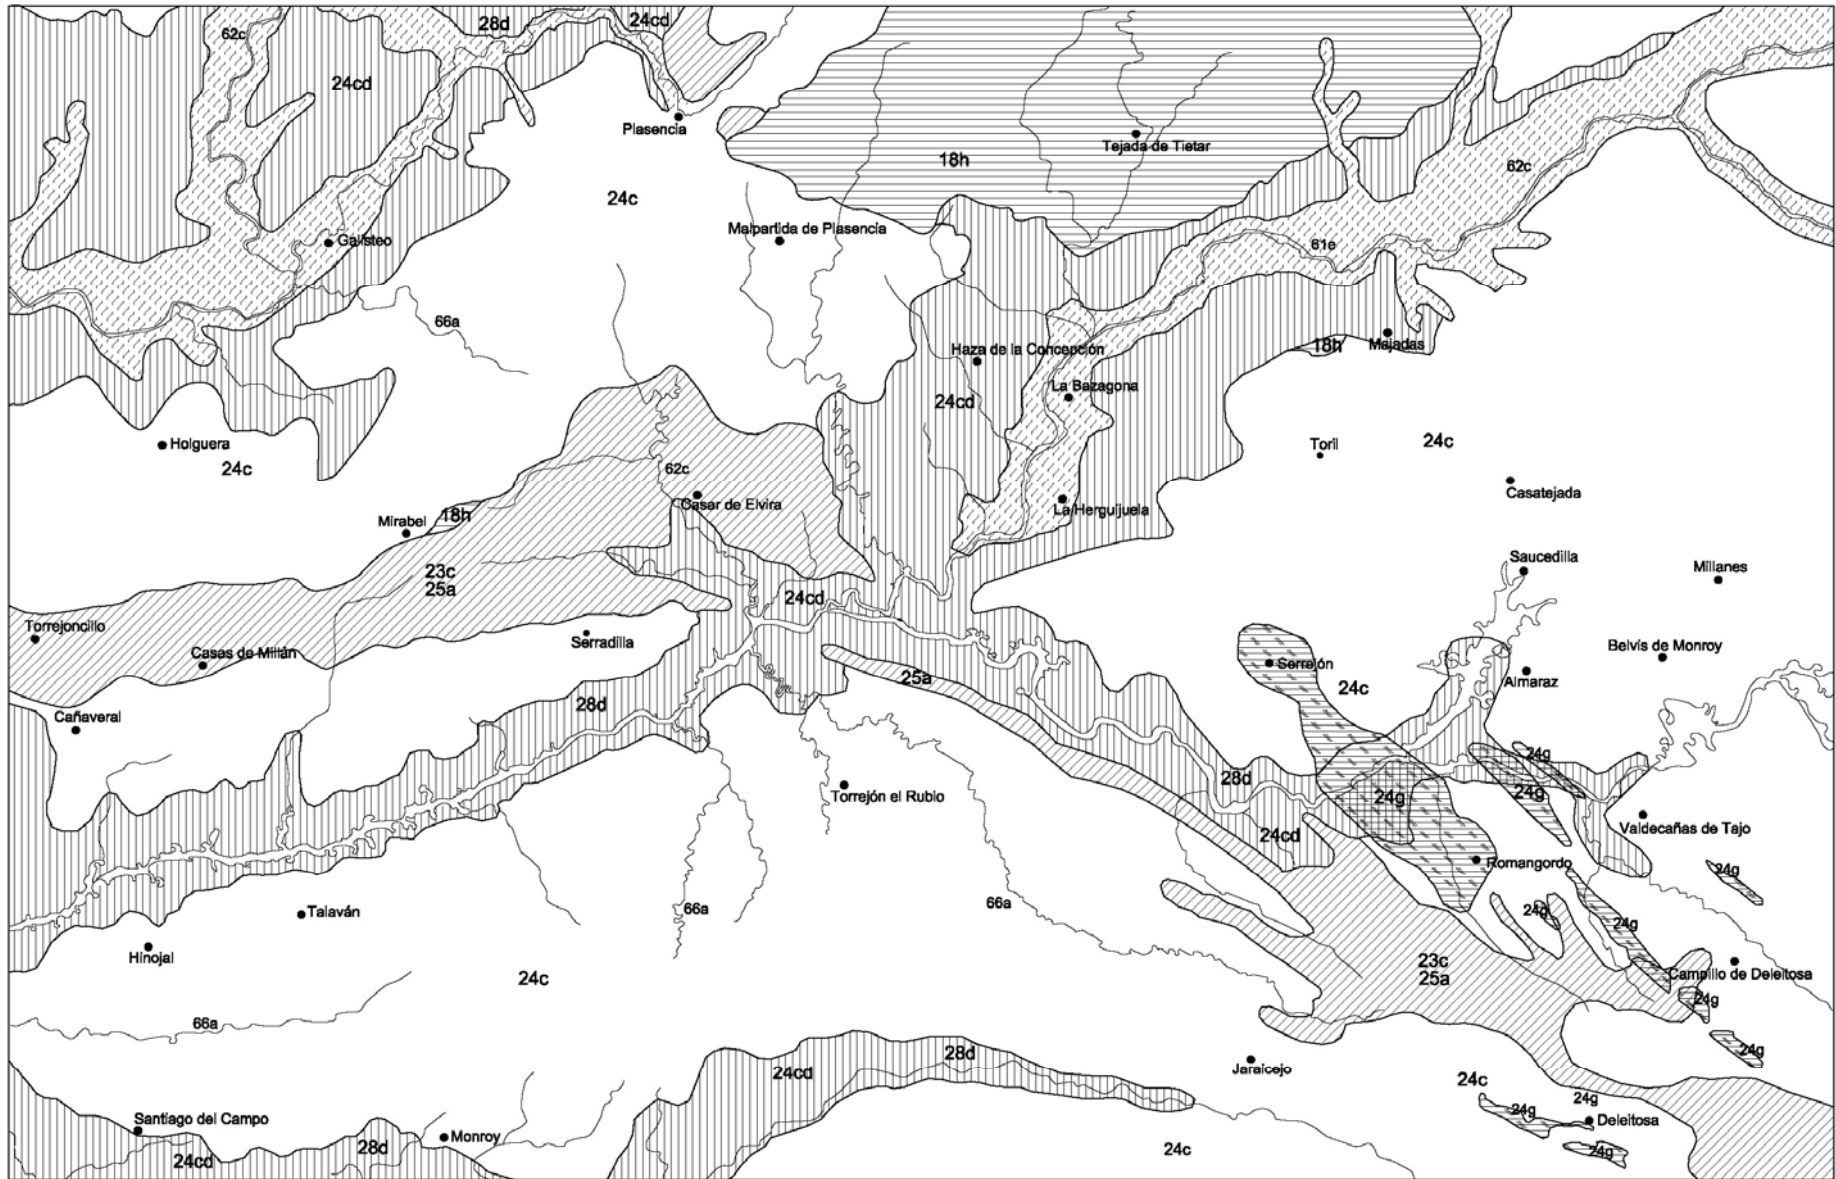 28d
24cd
62c
24cd
Plasencia
Tejada de Tietar
18h
62c
24c
Malpartida de Plasencia
Galisteo
61e
66a
18h
Majadas
Haza de la Concepción
La Bazagona
24cd
Holguera
24c
Toril
24c
62c
Casatejada
Casar de Elvira
La Herguijuela
18h
Mirabel
Saucedilla
Millanes
23c
25a
24cd
Torrejoncillo
Serradilla
Casas de Millán
Belvís de Monroy
Serrejón
25a
Almaraz
24c
28d
Cañaveral
24g
28d
24g
24g
Torrejón el Rubio
Valdecañas de Tajo
24cd
Romangordo
24g
66a
66a
24g
24g
Talaván
Hinojal
23c
25a
Campillo de Deleitosa
24c
24g
66a
28d
24g
Jaraicejo
24cd
24c
24g
24g
Deleitosa
Santiago del Campo
Monroy
28d
24c
24g
24cd